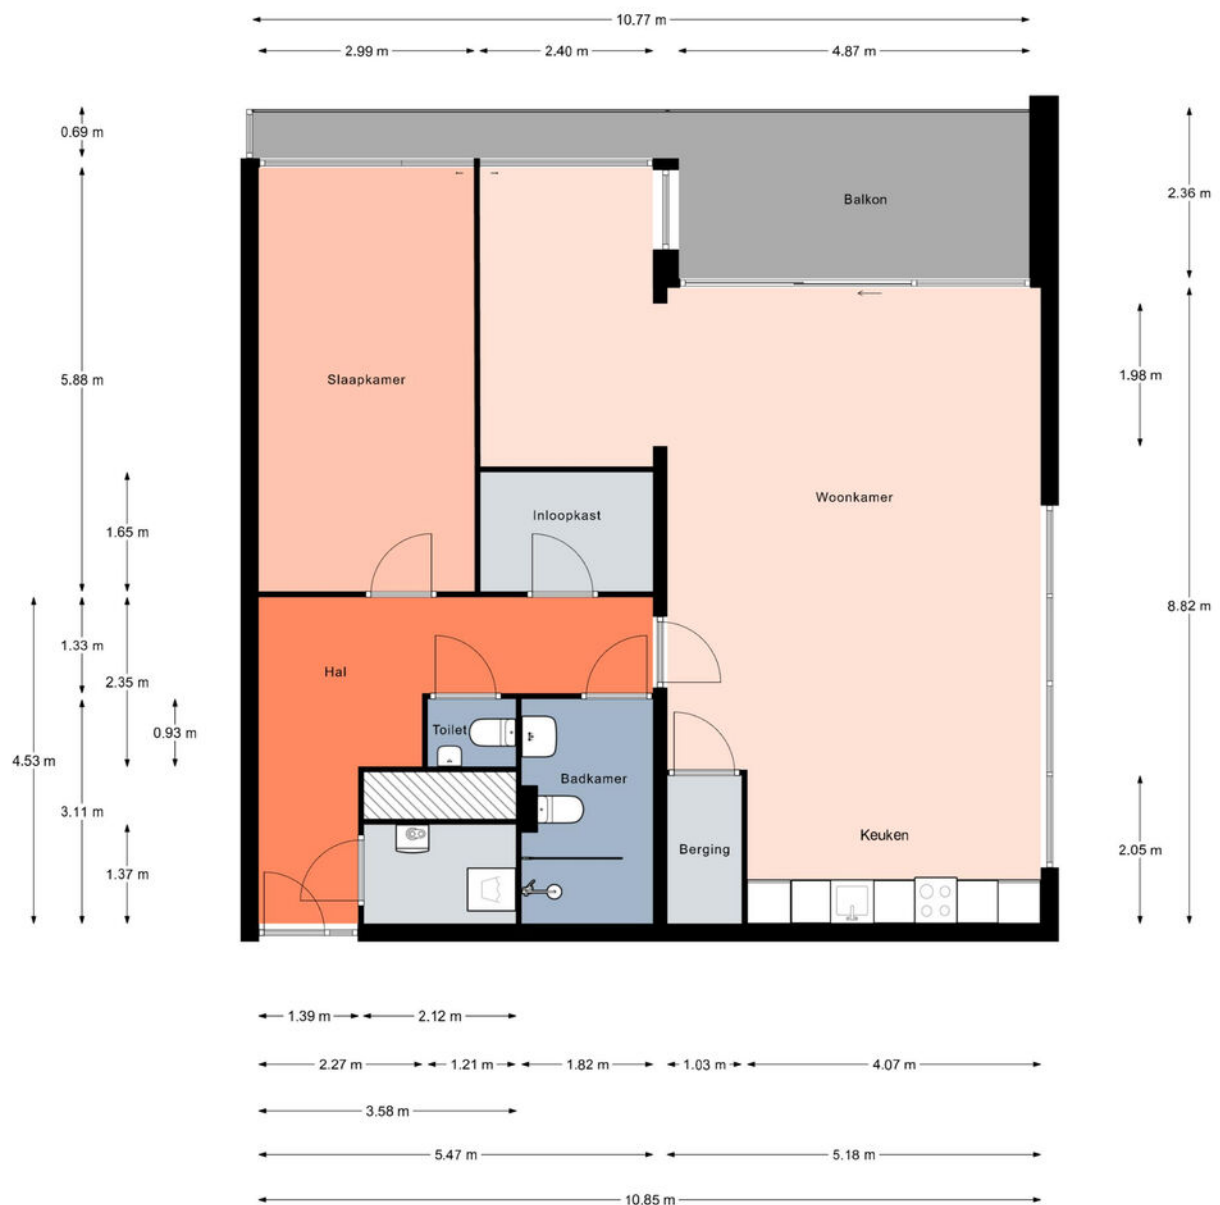 10.77 m
2.99 m
2.40 m
4.87 m
0.69 m
2.36 m
Balkon
5.88 m
Slaapkamer
1.98 m
Woonkamer
Inloopkast
1.65 m
8.82 m
1.33 m
Hal
2.35 m
0.93 m
Toilet
4.53 m
Badkamer
3.11 m
Keuken
Berging
2.05 m
1.37 m
1.39 m
2.12 m
2.27 m
1.21 m
1.82 m
1.03 m
4.07 m
3.58 m
5.47 m
5.18 m
10.85 m